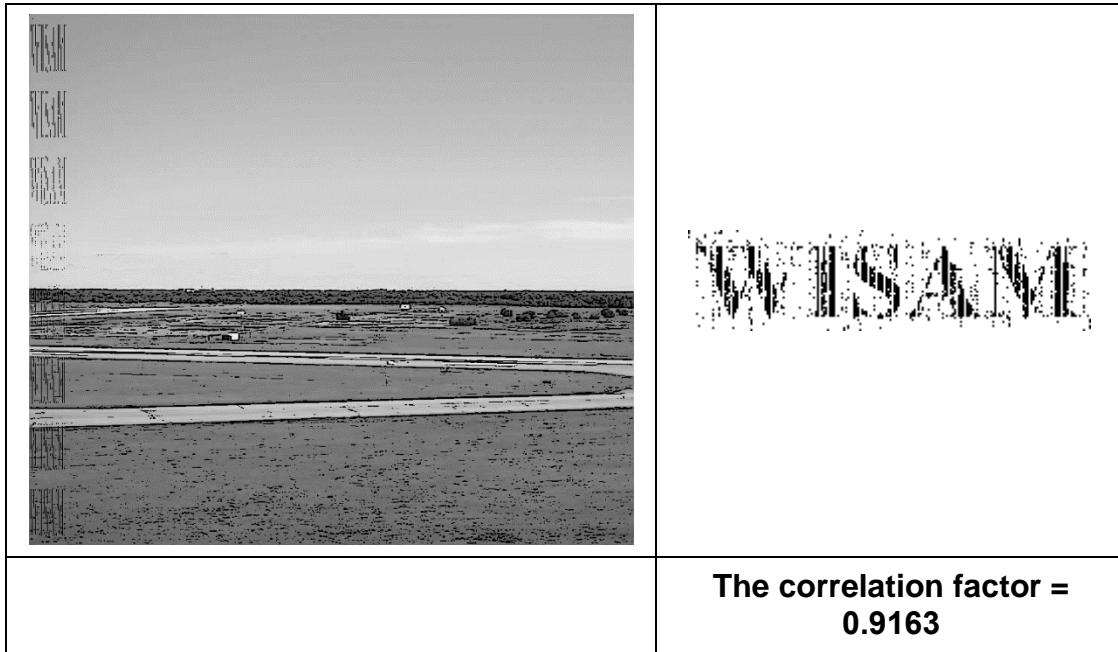 WISAM
The correlation factor =
0.9163